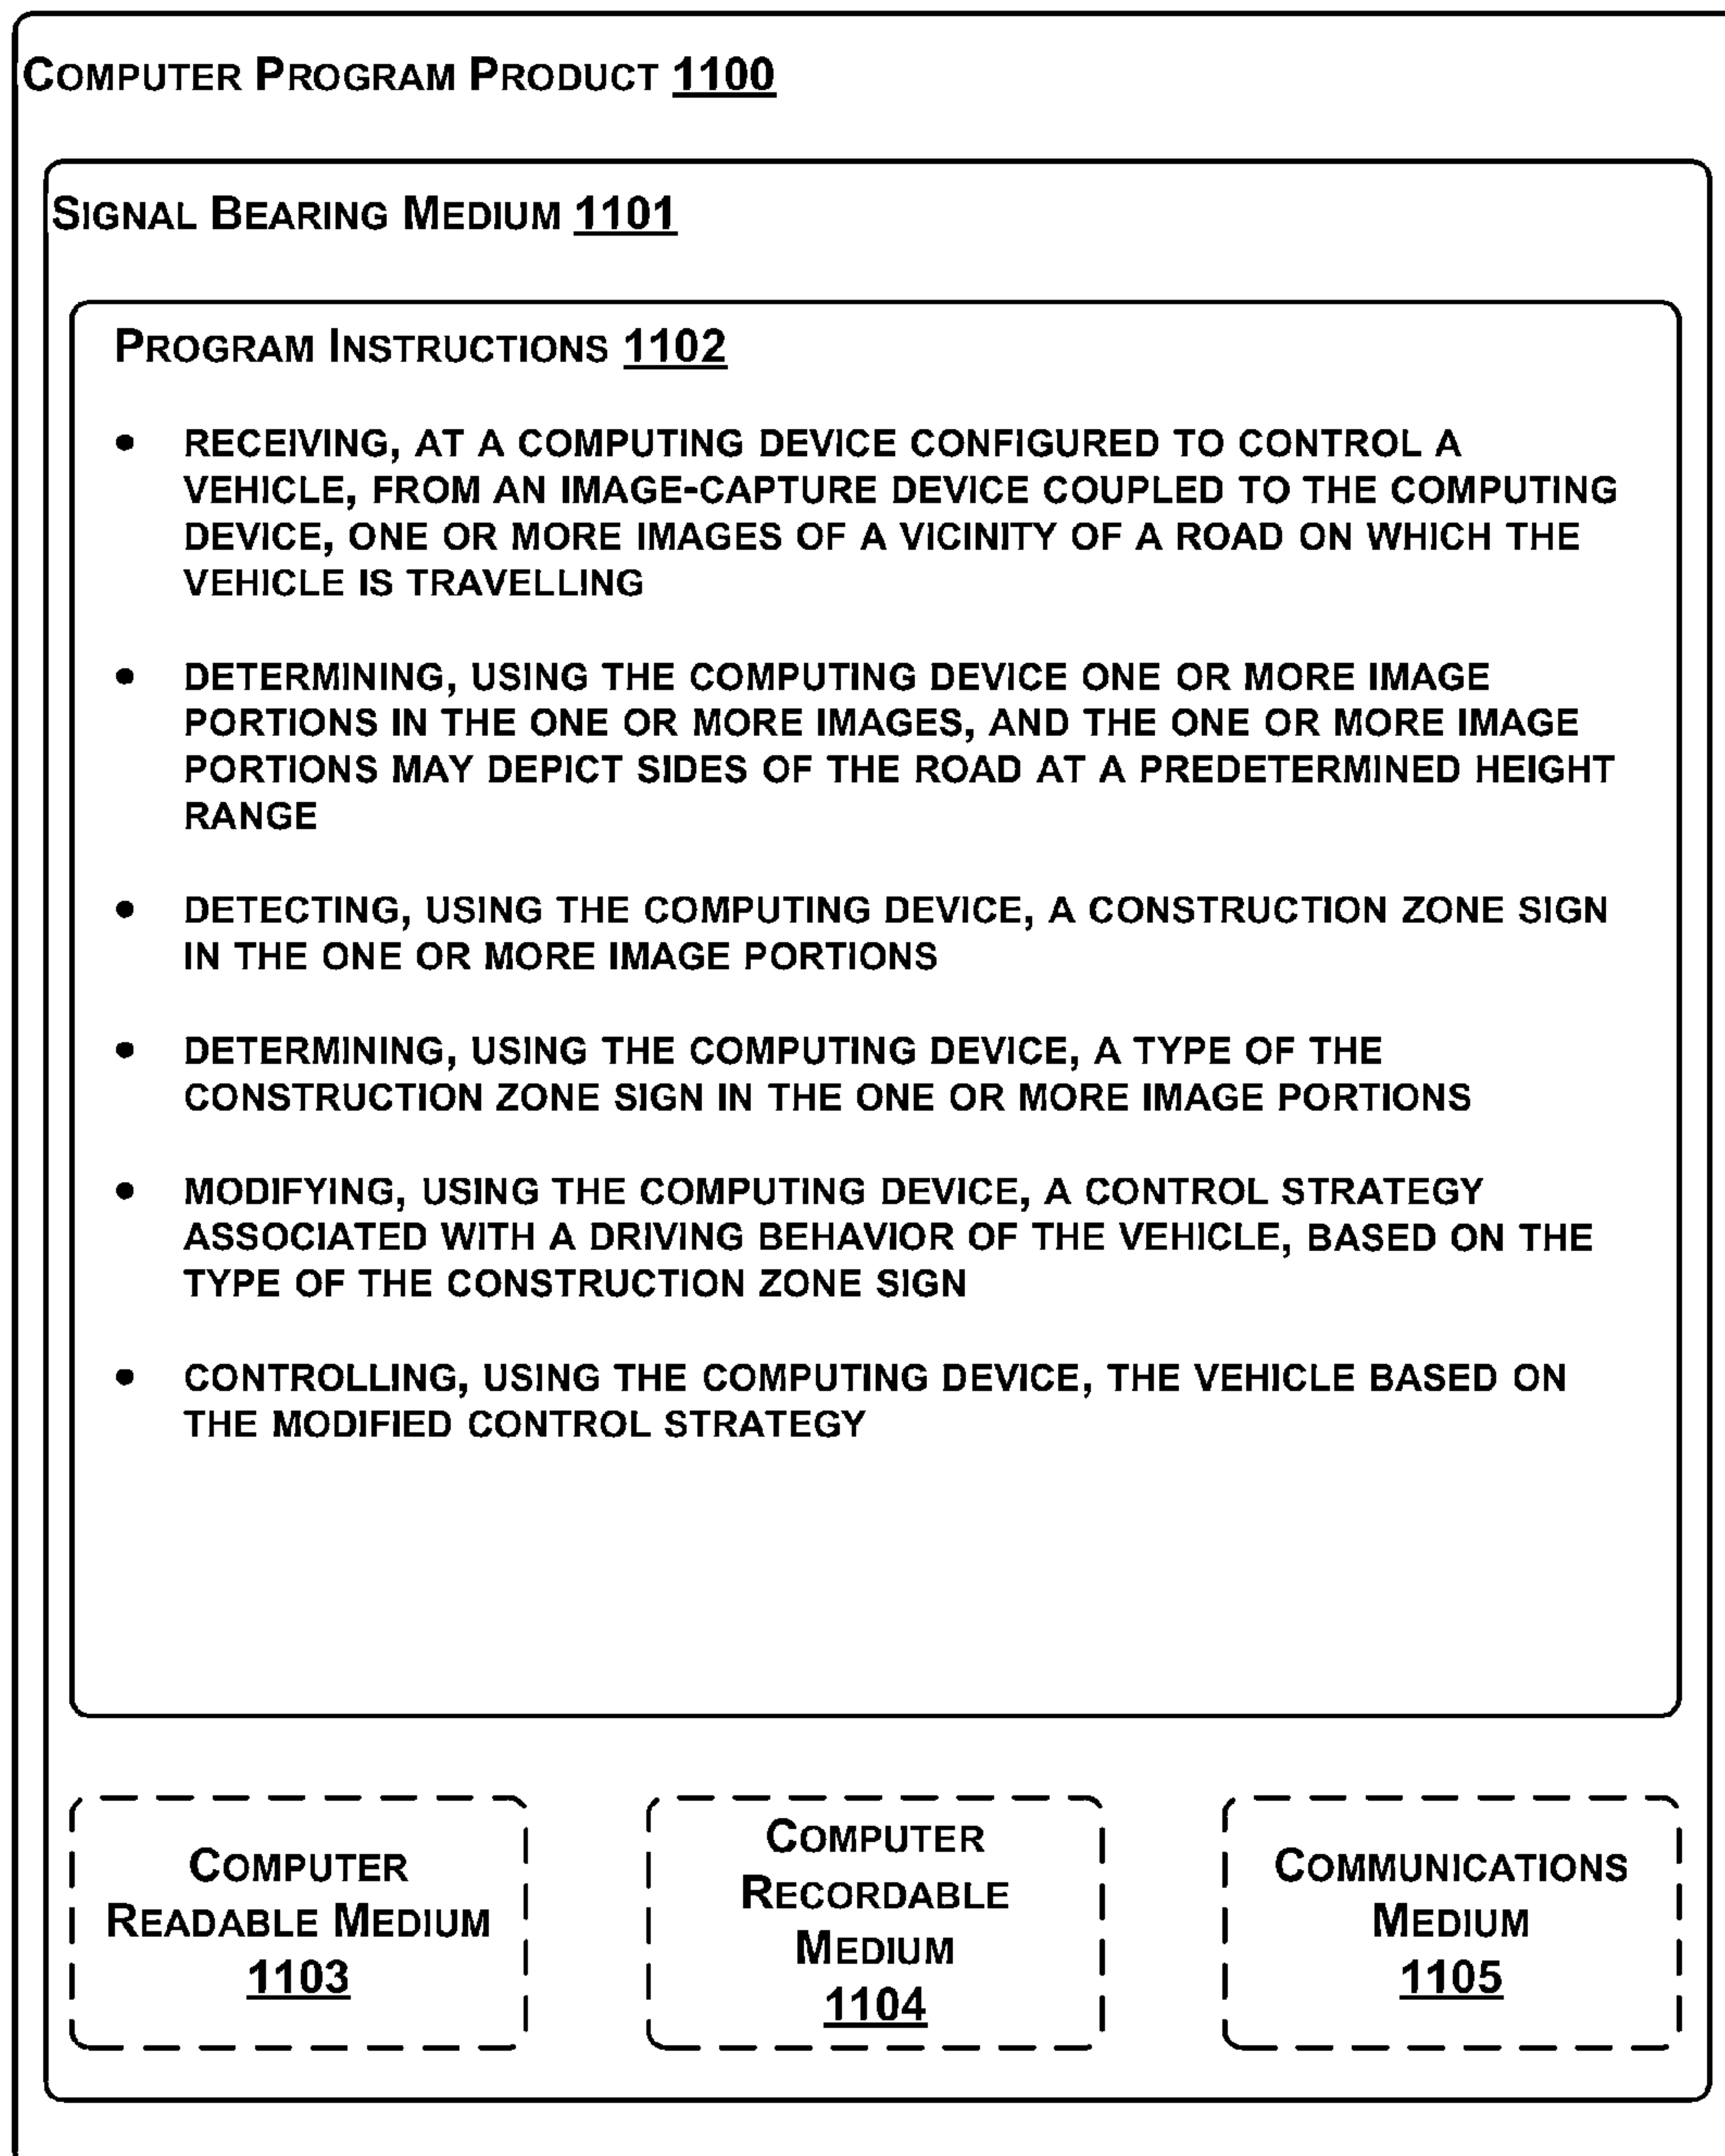 COMPUTER PROGRAM PRODUCT 1100
SIGNAL BEARING MEDIUM 1101
PROGRAM INSTRUCTIONS 1102
• RECEIVING, AT A COMPUTING DEVICE CONFIGURED TO CONTROL A
VEHICLE, FROM AN IMAGE-CAPTURE DEVICE COUPLED TO THE COMPUTING
DEVICE, ONE OR MORE IMAGES OF A VICINITY OF A ROAD ON WHICH THE
VEHICLE IS TRAVELLING
• DETERMINING, USING THE COMPUTING DEVICE ONE OR MORE IMAGE
PORTIONS IN THE ONE OR MORE IMAGES, AND THE ONE OR MORE IMAGE
PORTIONS MAY DEPICT SIDES OF THE ROAD AT A PREDETERMINED HEIGHT
RANGE
• DETECTING, USING THE COMPUTING DEVICE, A CONSTRUCTION ZONE SIGN
IN THE ONE OR MORE IMAGE PORTIONS
• DETERMINING, USING THE COMPUTING DEVICE, A TYPE OF THE
CONSTRUCTION ZONE SIGN IN THE ONE OR MORE IMAGE PORTIONS
• MODIFYING, USING THE COMPUTING DEVICE, A CONTROL STRATEGY
ASSOCIATED WITH A DRIVING BEHAVIOR OF THE VEHICLE, BASED ON THE
TYPE OF THE CONSTRUCTION ZONE SIGN
• CONTROLLING, USING THE COMPUTING DEVICE, THE VEHICLE BASED ON
THE MODIFIED CONTROL STRATEGY
COMPUTER
READABLE MEDIUM
1103
COMPUTER
RECORDABLE
MEDIUM
1104
COMMUNICATIONS
MEDIUM
1105